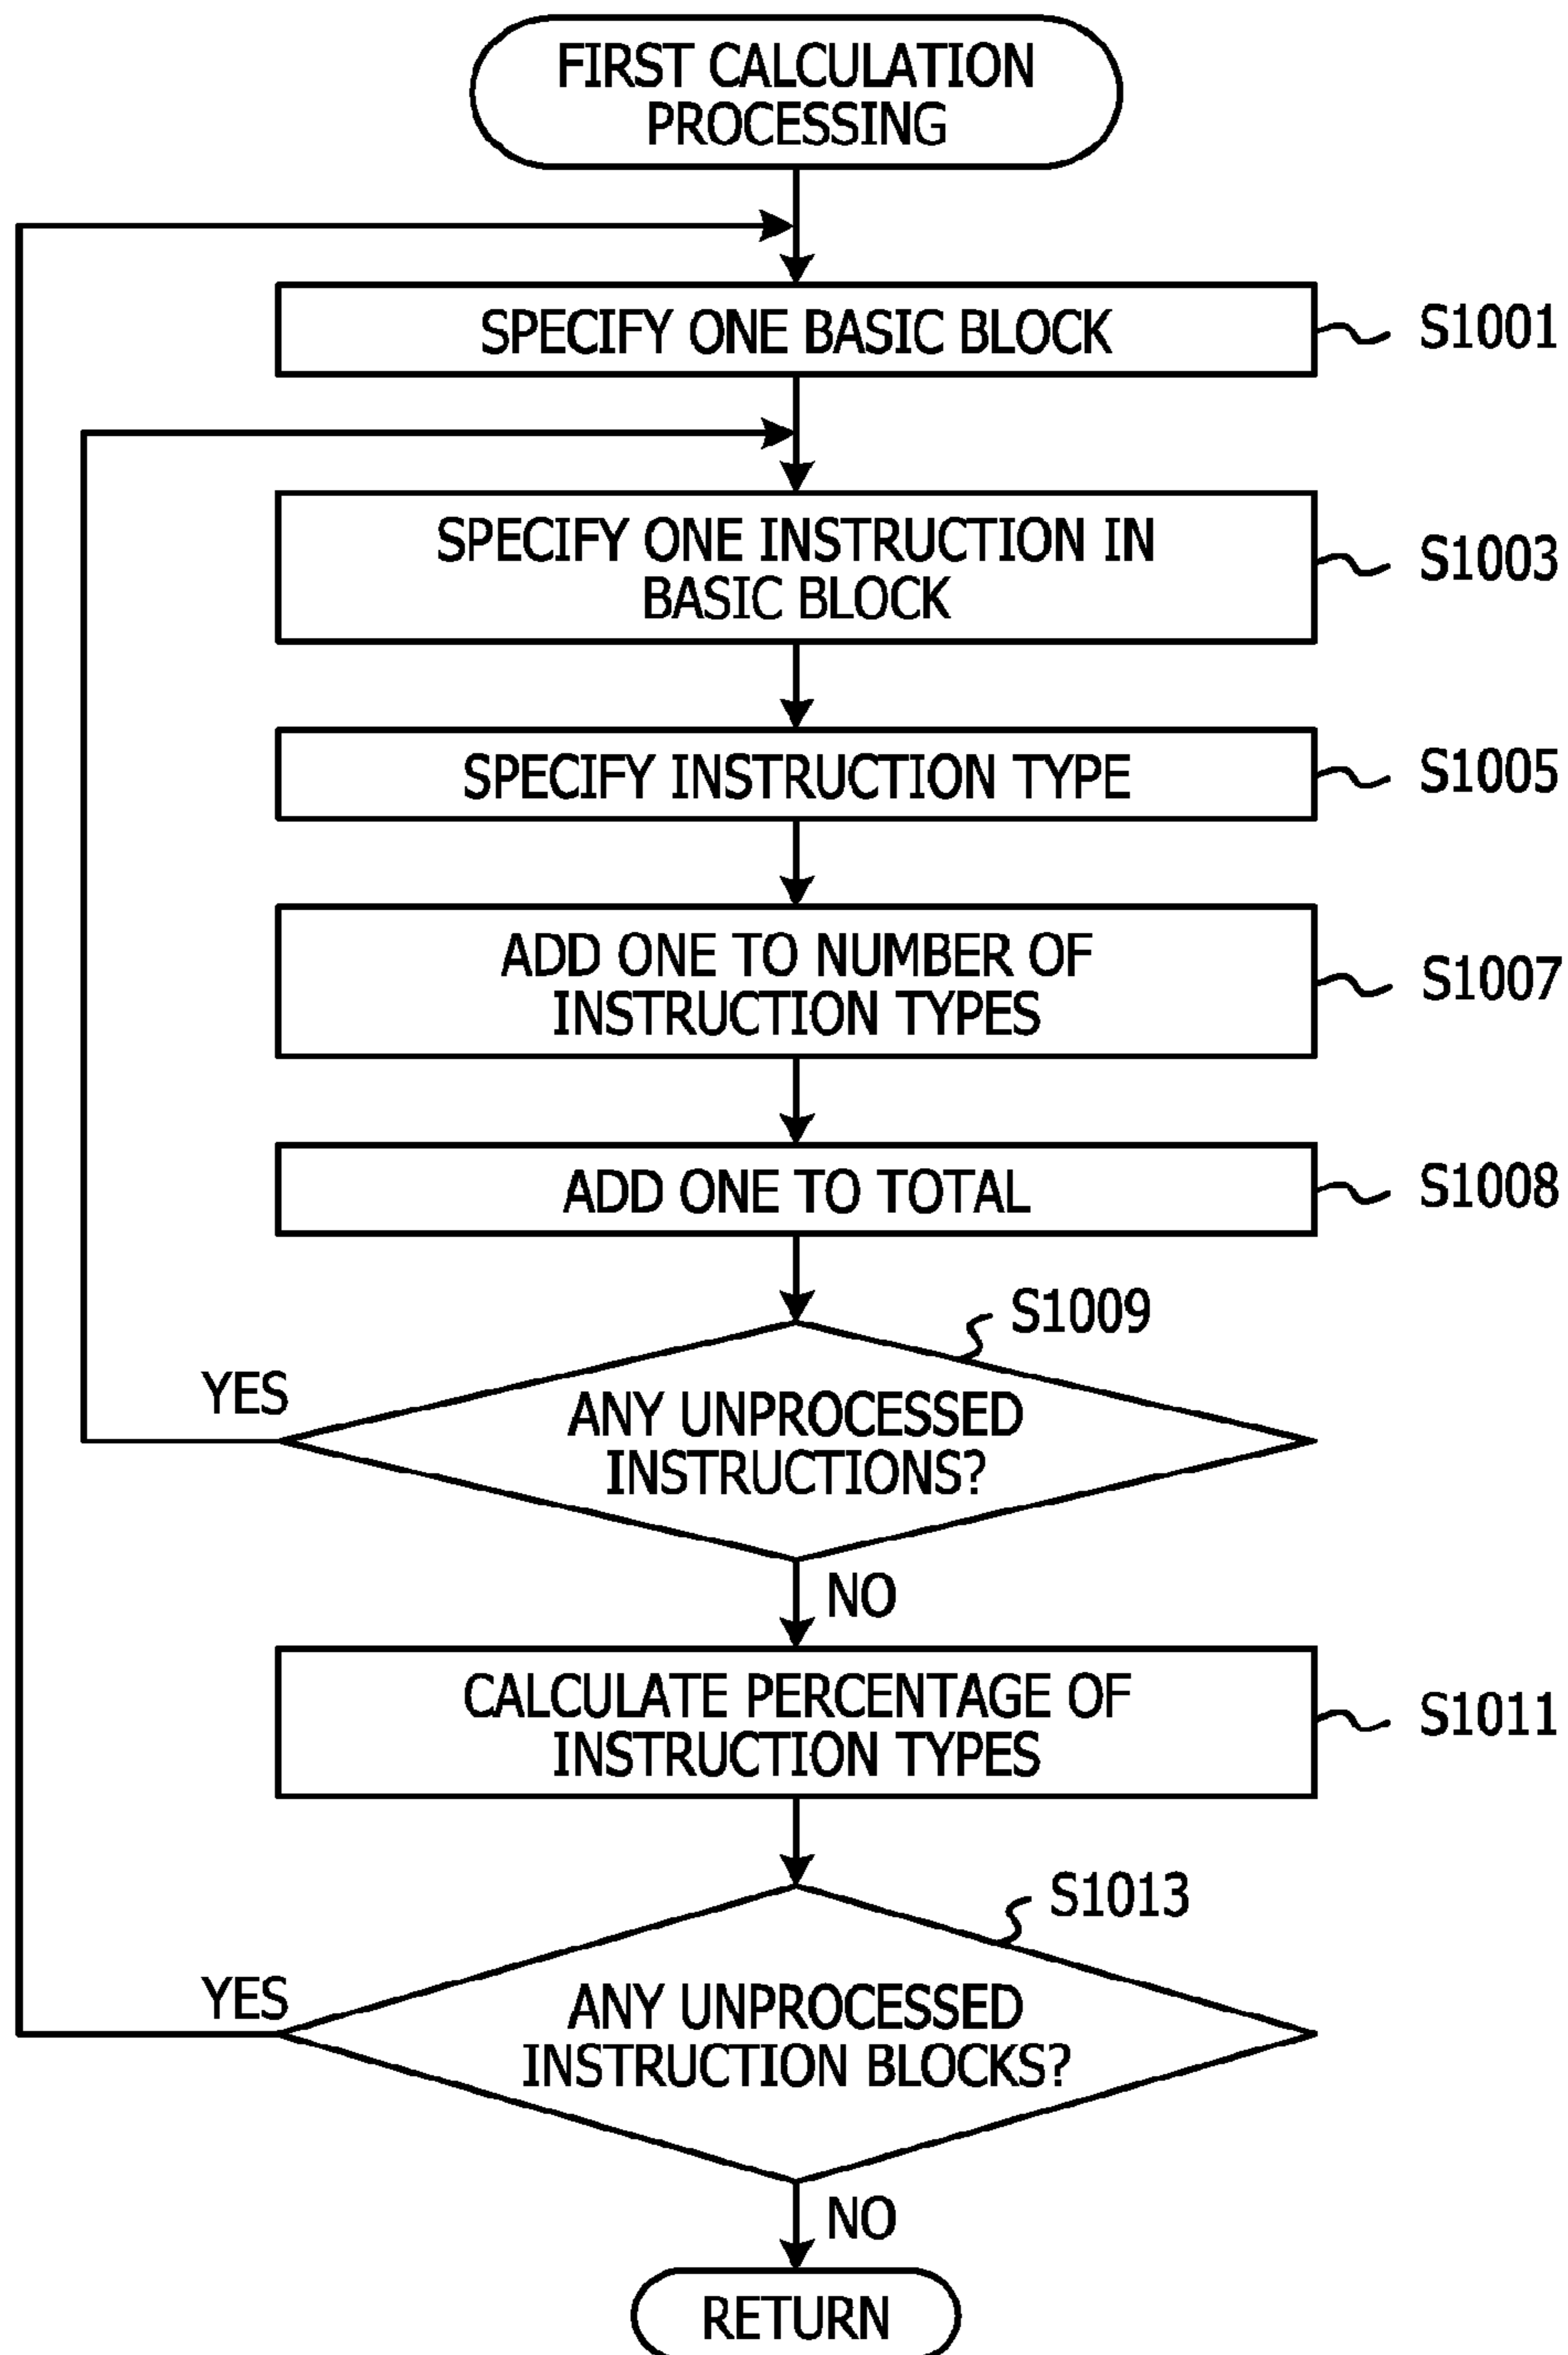 FIRST CALCULATION
PROCESSING
SPECIFY ONE BASIC BLOCK
S1001
SPECIFY ONE INSTRUCTION IN
BASIC BLOCK
S1003
SPECIFY INSTRUCTION TYPE
S1005
ADD ONE TO NUMBER OF
INSTRUCTION TYPES
S1007
ADD ONE TO TOTAL
S1008
S1009
YES
ANY UNPROCESSED
INSTRUCTIONS?
NO
CALCULATE PERCENTAGE OF
INSTRUCTION TYPES
S1011
S1013
YES
ANY UNPROCESSED
INSTRUCTION BLOCKS?
NO
RETURN